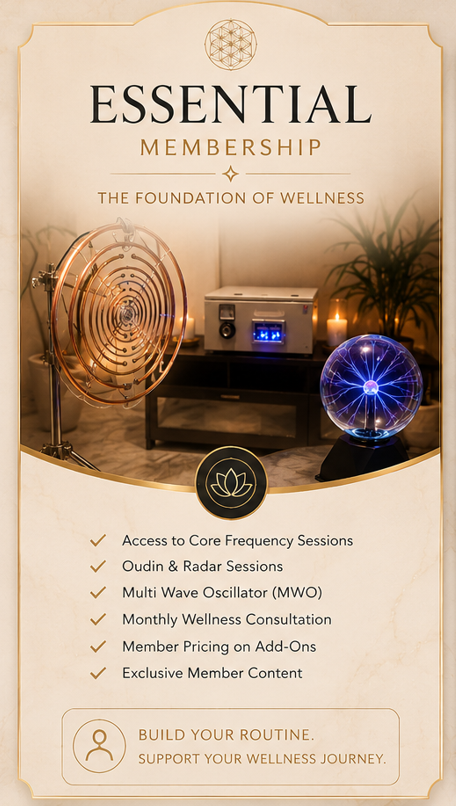 ESSENTIAL
MEMBERSHIP
THE FOUNDATION OF WELLNESS
Access to Core Frequency Sessions
Oudin & Radar Sessions
Multi Wave Oscillator (MWO)
Monthly Wellness Consultation
Member Pricing on Add-Ons
Exclusive Member Content
BUILD YOUR ROUTINE.
SUPPORT YOUR WELLNESS JOURNEY.